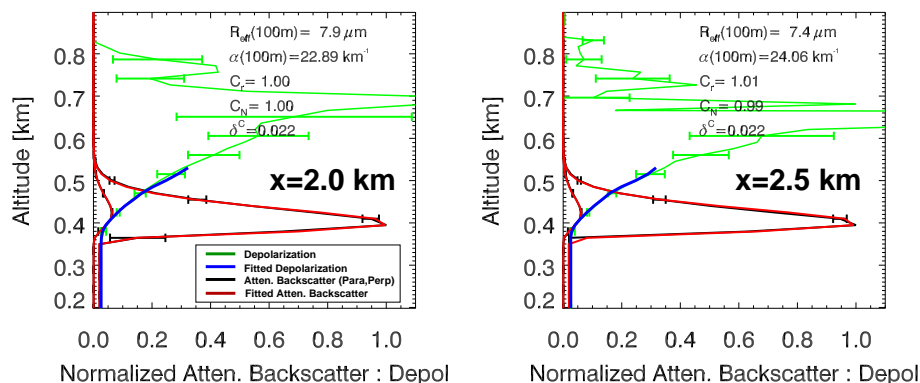 R_eff(100m) = 7.9 μm
α(100m) =22.89 km⁻¹
C_r= 1.00
C_N= 1.00
δ^C=0.022
x=2.0 km
Altitude [km]
0.8
0.7
0.6
0.5
0.4
0.3
0.2
Depolarization
Fitted Depolarization
Atten. Backscatter (Para,Perp)
Fitted Atten. Backscatter
0.0 0.2 0.4 0.6 0.8 1.0
Normalized Atten. Backscatter : Depol
R_eff(100m) = 7.4 μm
α(100m) =24.06 km⁻¹
C_r= 1.01
C_N= 0.99
δ^C=0.022
x=2.5 km
Altitude [km]
0.8
0.7
0.6
0.5
0.4
0.3
0.2
0.0 0.2 0.4 0.6 0.8 1.0
Normalized Atten. Backscatter : Depol